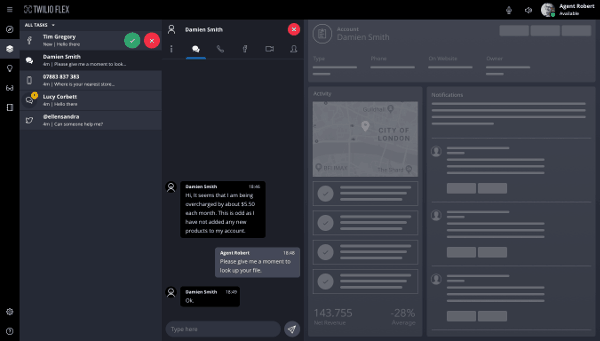 TWILIO FLEX
Agent Robert
Available
ALL TASKS
Tim Gregory
Now | Hello there
Damien Smith
4m | Please give me a moment to look...
07883 837 383
4m | Where is your nearest store...
Lucy Corbett
4m | Hello there
@ellensandra
4m | Can someone help me?
Damien Smith
Damien Smith 18:46
Hi, It seems that I am being
overcharged by about $5.50
each month. This is odd as I
have not added any new
products to my account.
Agent Robert 18:48
Please give me a moment to
look up your file.
Damien Smith 18:49
Ok.
Type here
Account
Damien Smith
Type
Phone
Owner
Activity
CITY OF
LONDON
143.755
Net Revenue
-28%
Average
Notifications